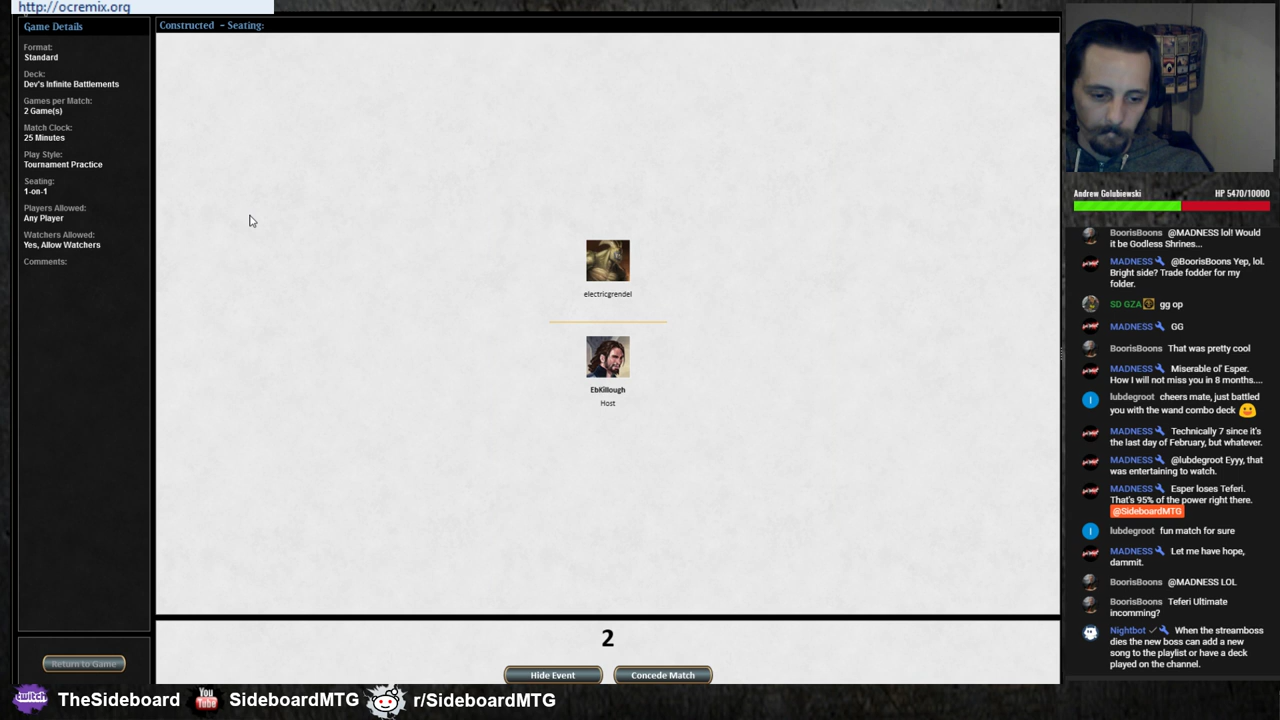 http://ocremix.org
Game Details
Format:
Standard
Deck:
Dev's Infinite Battlements
Games per Match:
2 Game(s)
Match Clock:
25 Minutes
Play Style:
Tournament Practice
Seating:
1-on-1
Players Allowed:
Any Player
Watchers Allowed:
Yes, Allow Watchers
Comments:
Return to Game
Constructed - Seating:
electricgrendel
EbKillough
Host
2
Hide Event
Concede Match
Andrew Golubiewski HP 5470/10000
BoorisBoons @MADNESS lol! Would
it be Godless Shrines...
MADNESS @BoorisBoons Yep, lol.
Bright side? Trade fodder for my
folder.
SD GZA gg op
MADNESS GG
BoorisBoons That was pretty cool
MADNESS Miserable ol' Esper.
How I will not miss you in 8 months....
lubdegroot cheers mate, just battled
you with the wand combo deck
MADNESS Technically 7 since it's
the last day of February, but whatever.
MADNESS @lubdegroot Eyyy, that
was entertaining to watch.
MADNESS Esper loses Teferi.
That's 95% of the power right there.
@SideboardMTG
lubdegroot fun match for sure
MADNESS Let me have hope,
dammit.
BoorisBoons @MADNESS LOL
BoorisBoons Teferi Ultimate
incomming?
Nightbot When the streamboss
dies the new boss can add a new
song to the playlist or have a deck
played on the channel.
twitch TheSideboard You Tube SideboardMTG r/SideboardMTG